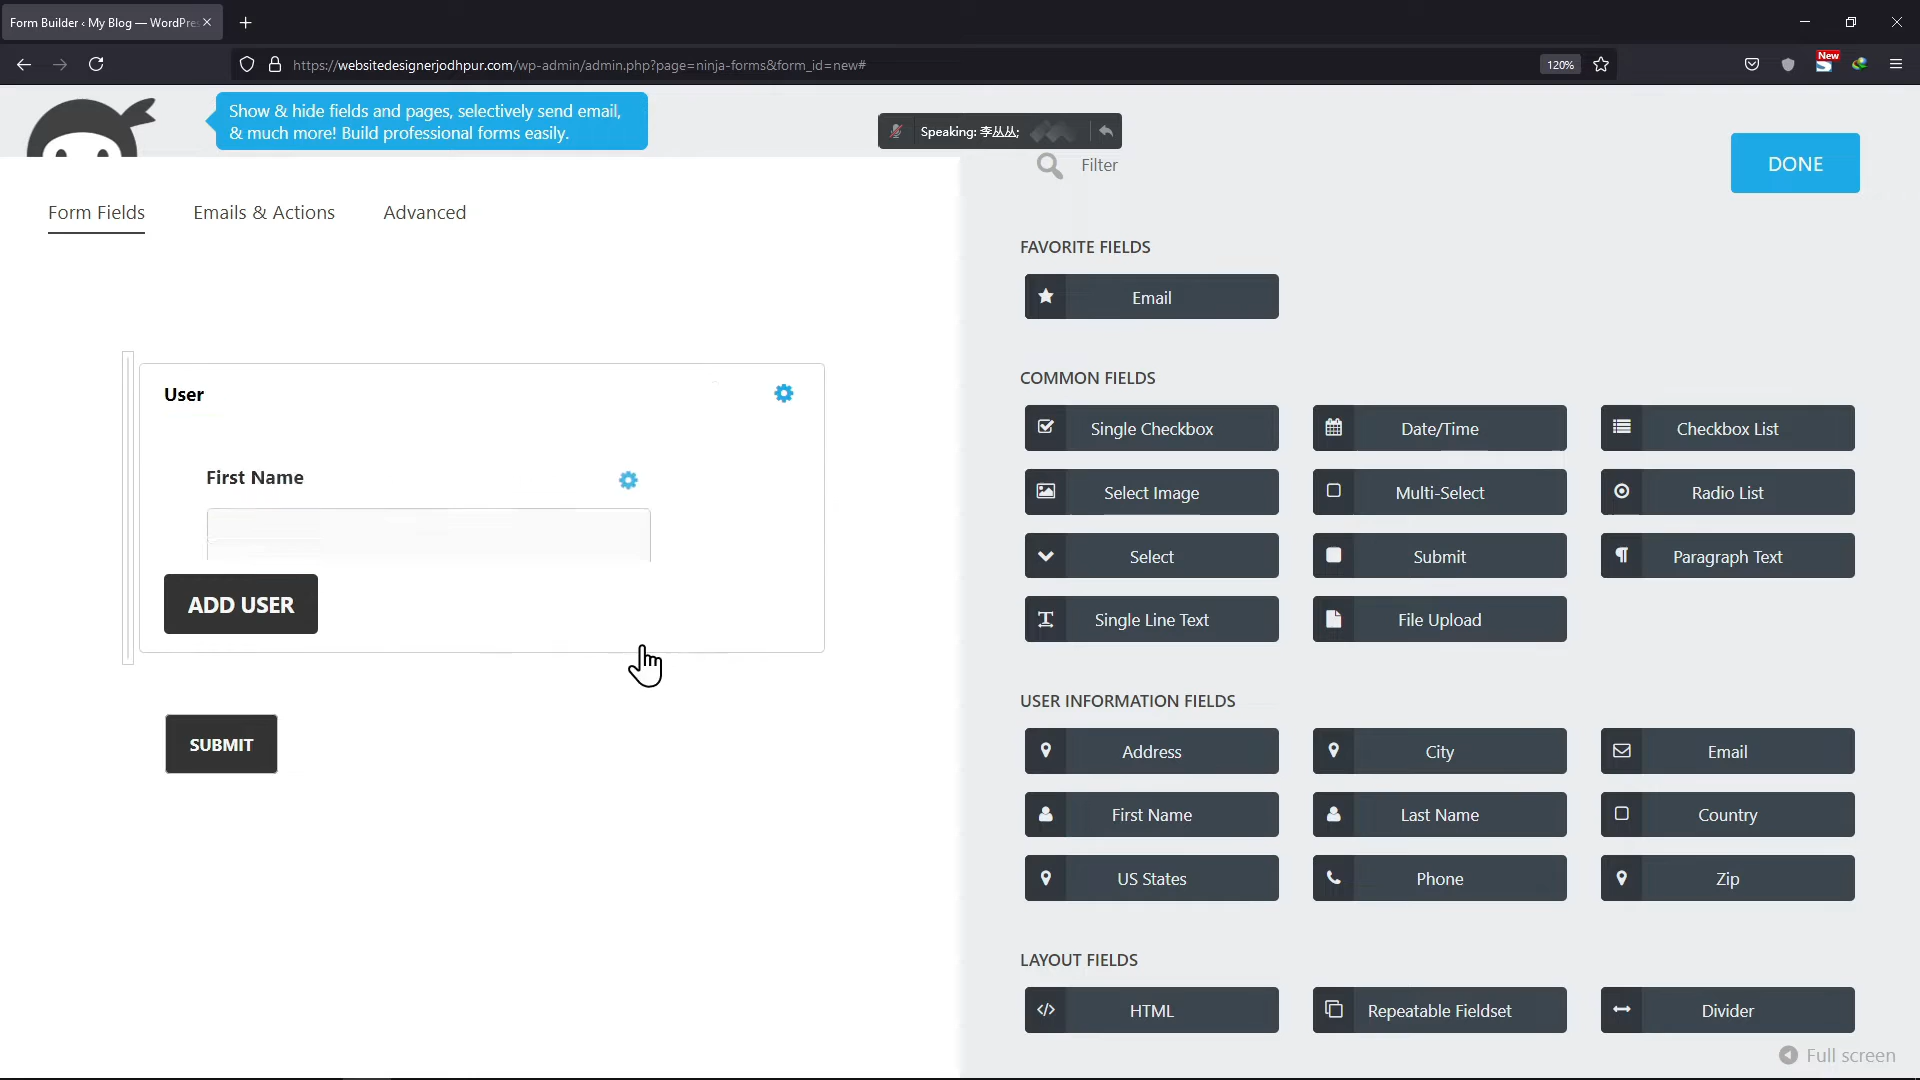 Form Builder ‹ My Blog — WordPre
https://websitedesignerjodhpur.com/wp-admin/admin.php?page=ninja-forms&form_id=new#
120%
New
Show & hide fields and pages, selectively send email,
& much more! Build professional forms easily.
Speaking: 李丛丛;
Filter
DONE
Form Fields
Emails & Actions
Advanced
User
First Name
ADD USER
SUBMIT
FAVORITE FIELDS
Email
COMMON FIELDS
Single Checkbox
Date/Time
Checkbox List
Select Image
Multi-Select
Radio List
Select
Submit
Paragraph Text
Single Line Text
File Upload
USER INFORMATION FIELDS
Address
City
Email
First Name
Last Name
Country
US States
Phone
Zip
LAYOUT FIELDS
HTML
Repeatable Fieldset
Divider
Full screen